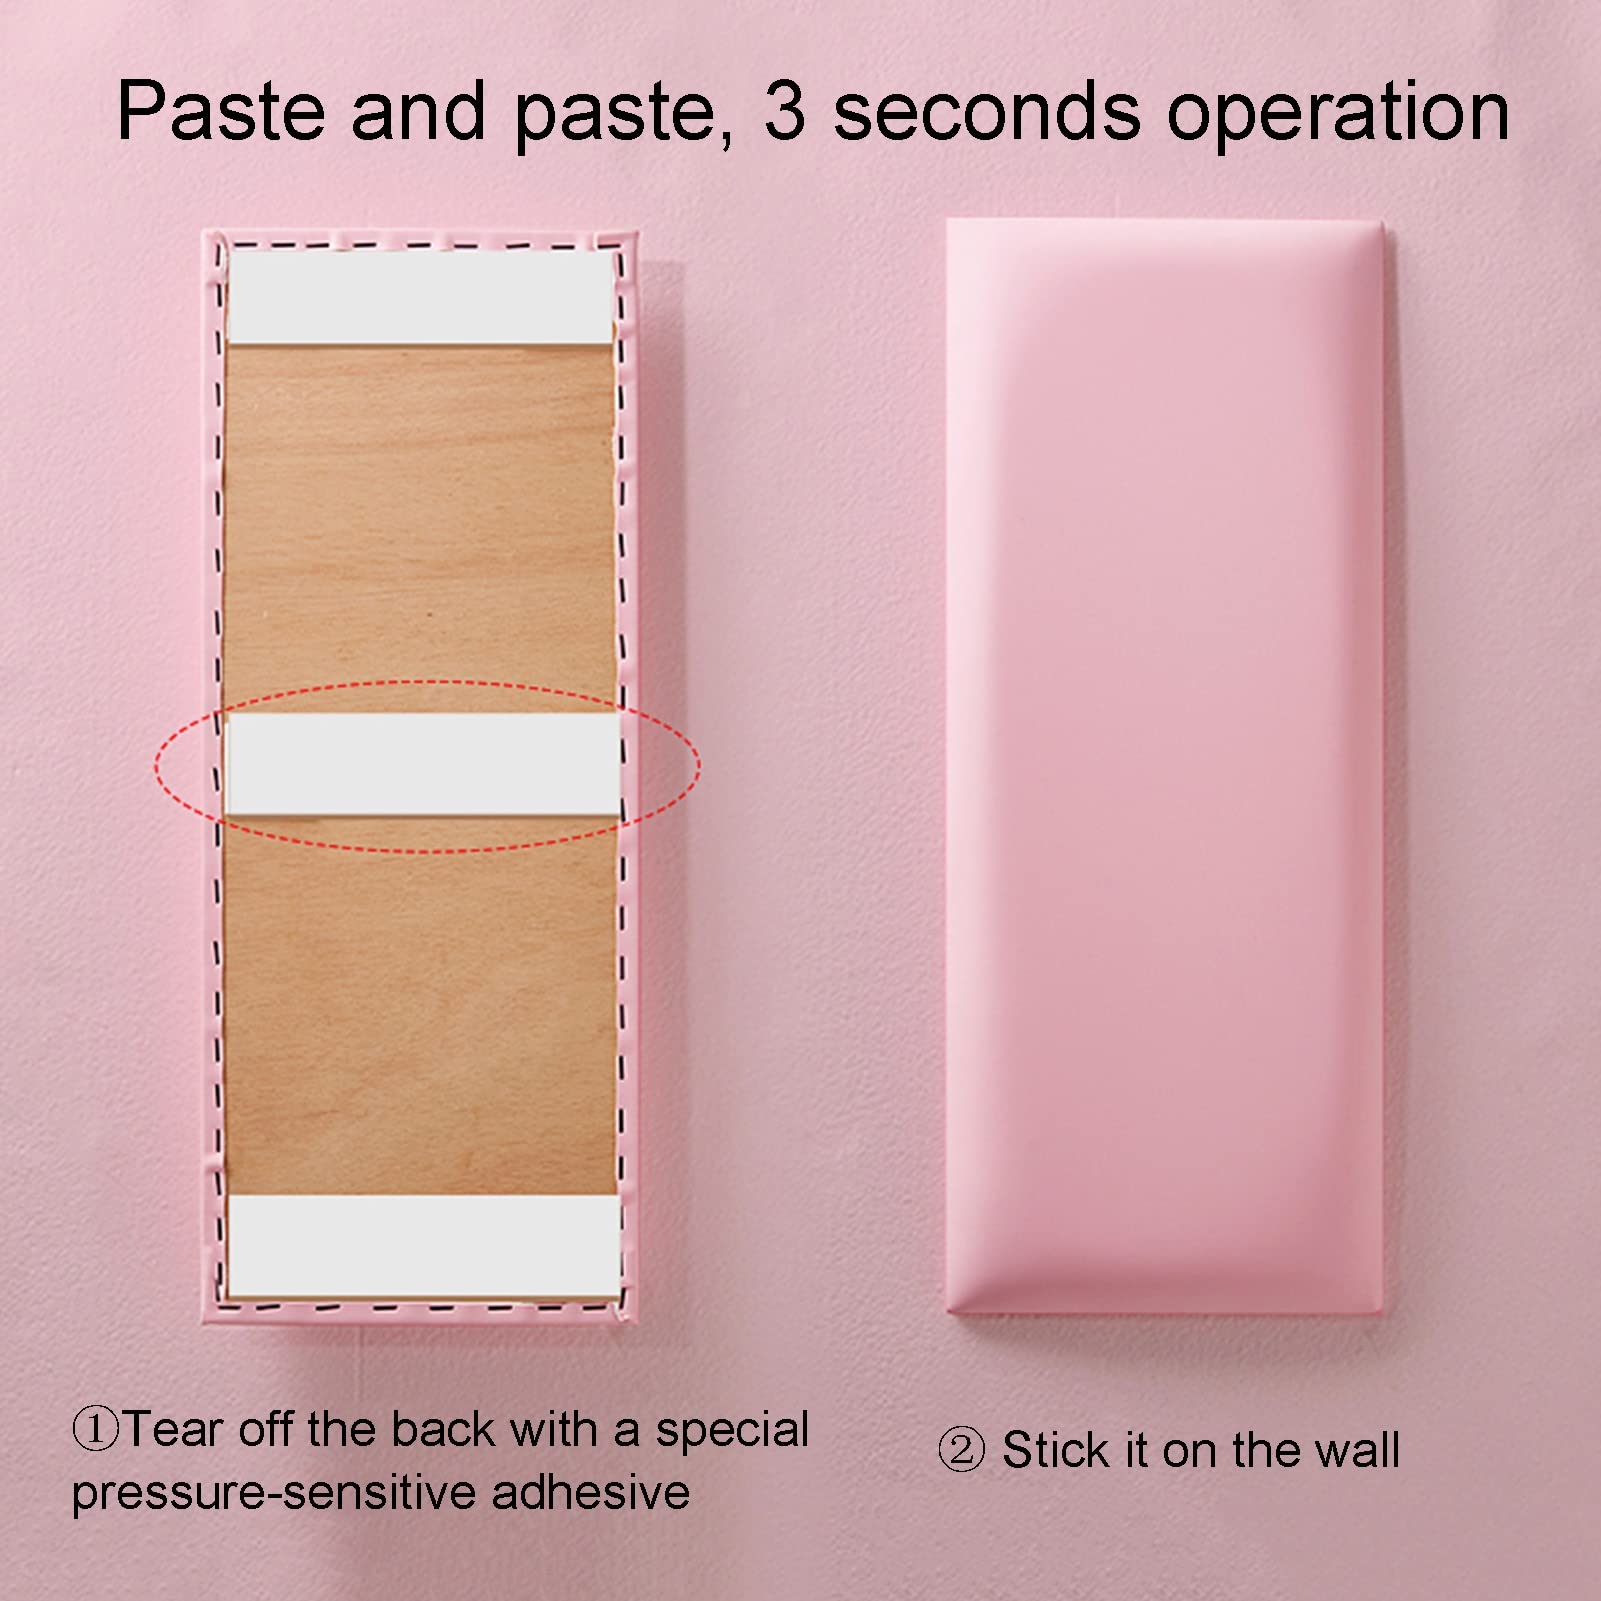 Paste and paste, 3 seconds operation
①Tear off the back with a special
pressure-sensitive adhesive
② Stick it on the wall